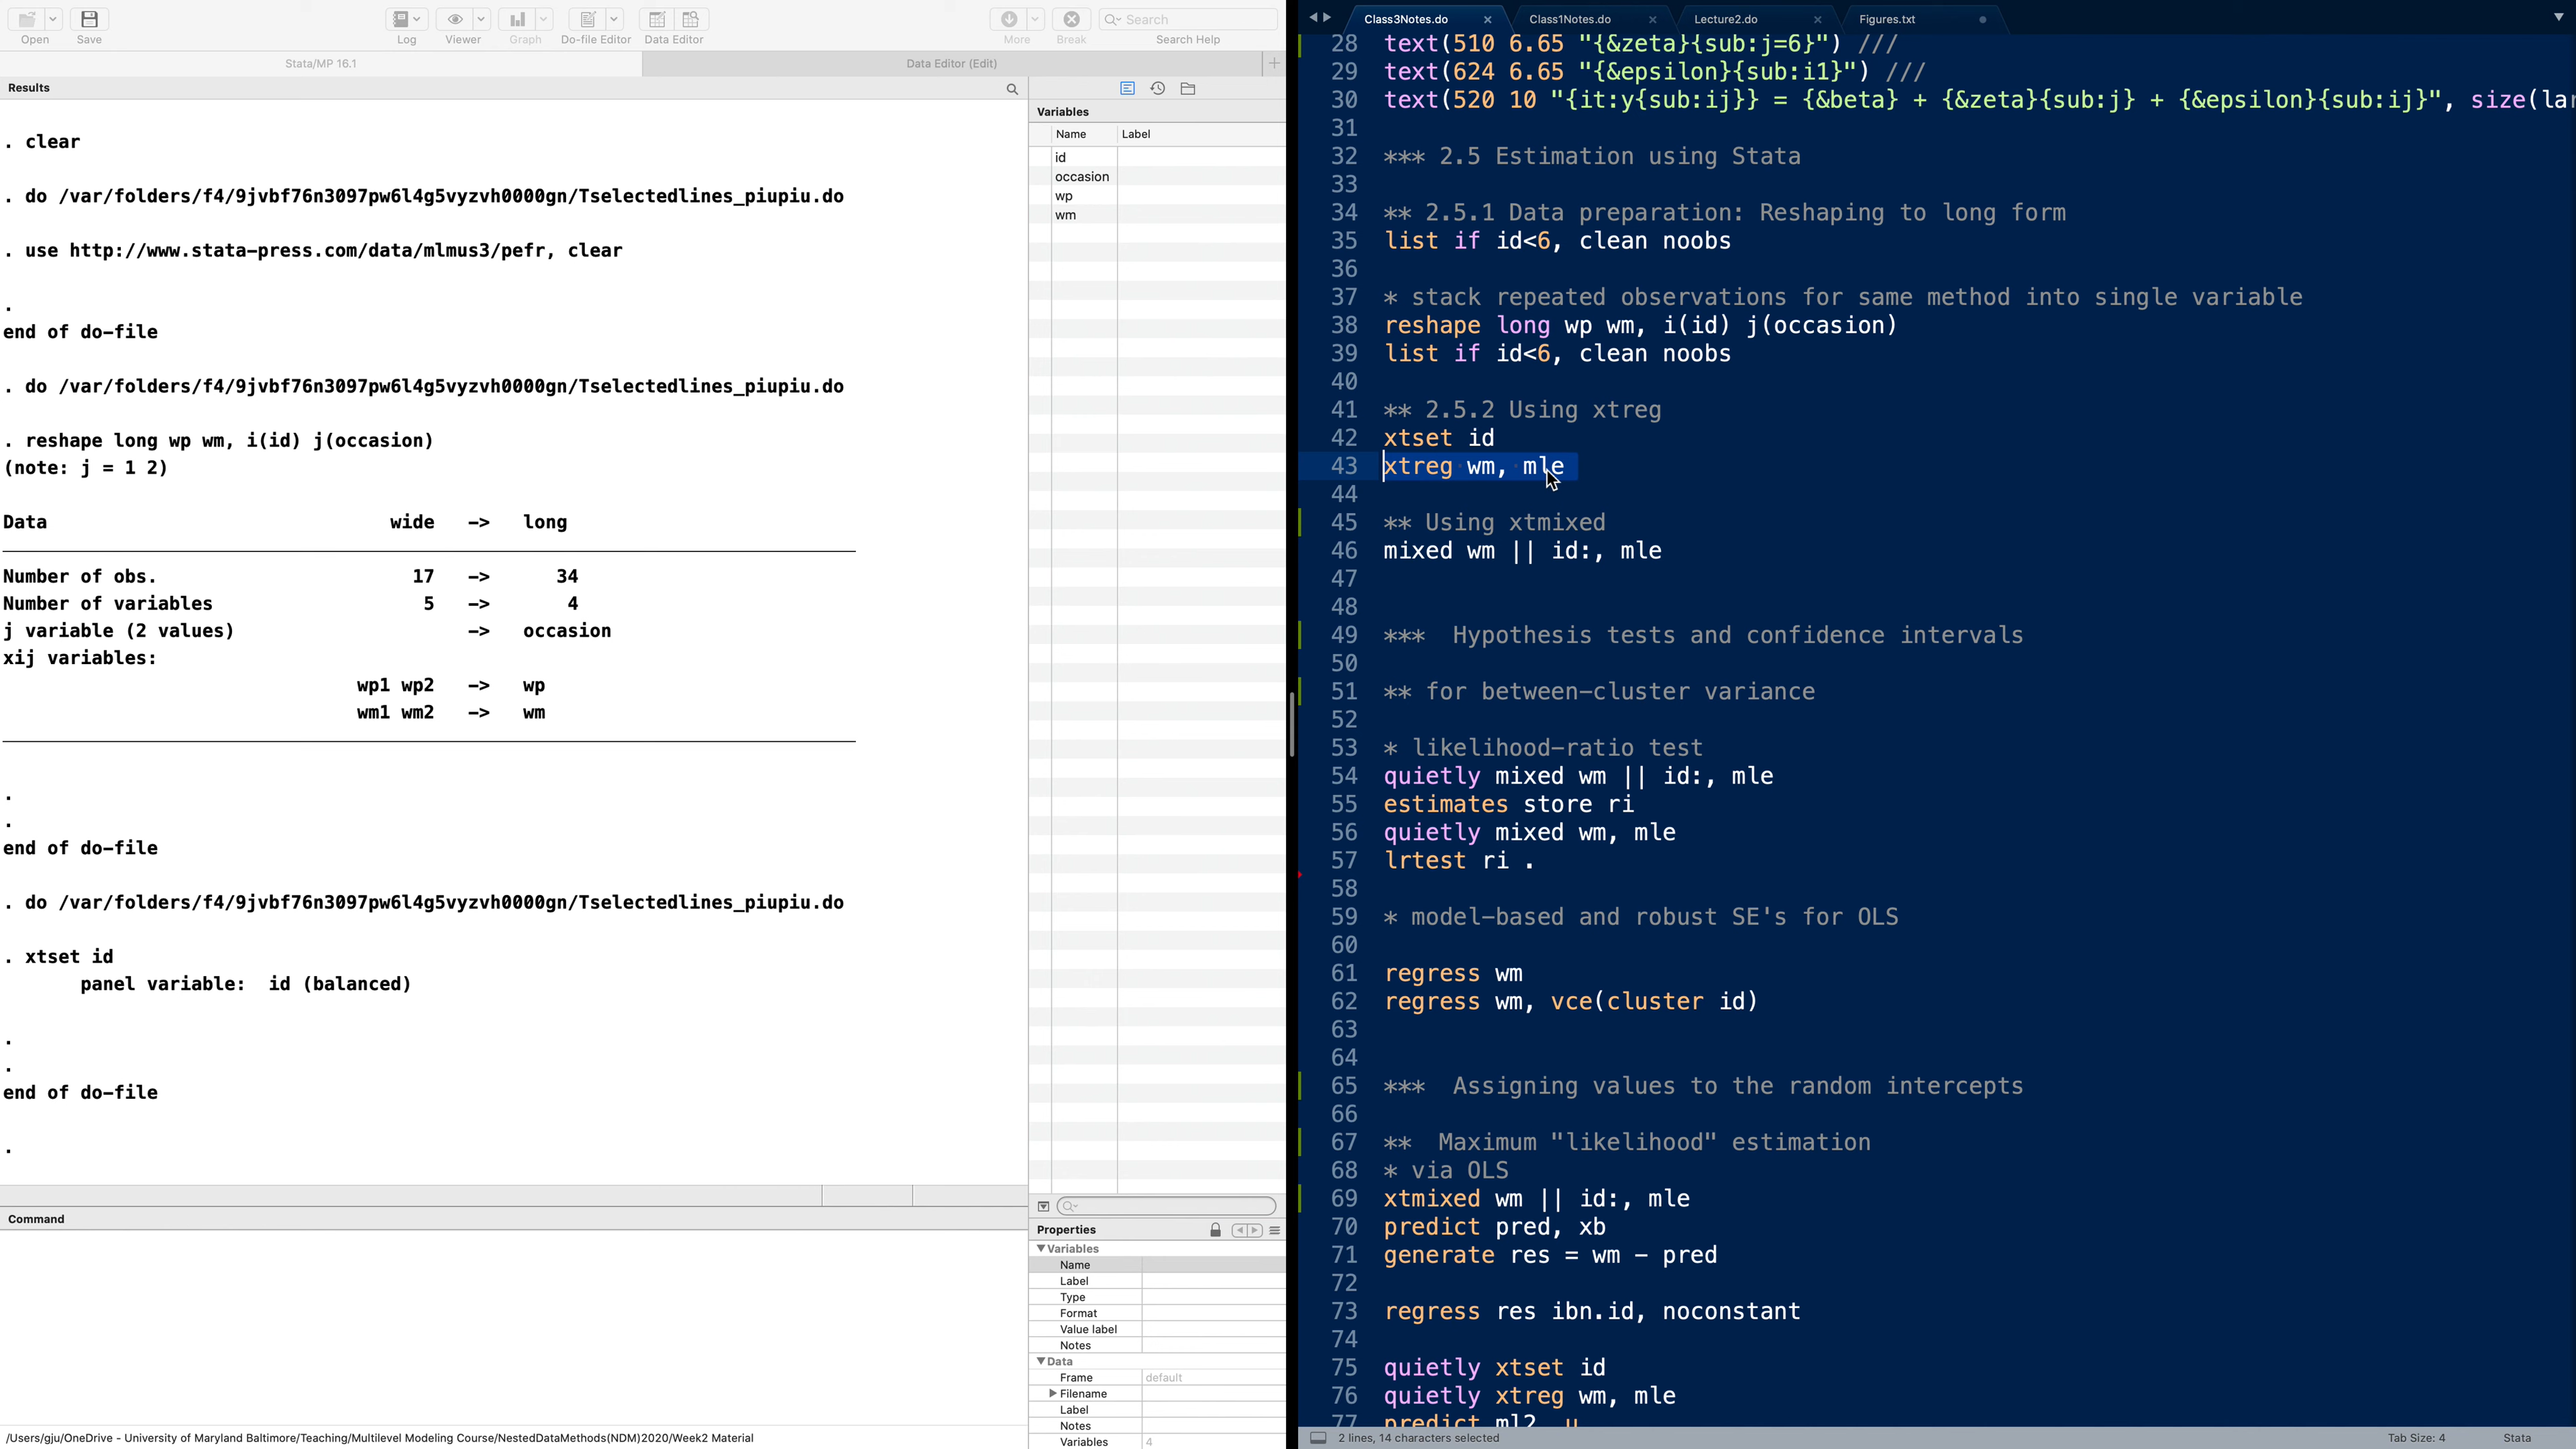 Open
Save
Log
Viewer
Graph
Do-file Editor
Data Editor
More
Break
Search
Search Help
Stata/MP 16.1
Data Editor (Edit)
Results
. clear
. do /var/folders/f4/9jvbf76n3097pw6l4g5vyzvh0000gn/Tselectedlines_piupiu.do
. use http://www.stata-press.com/data/mlmus3/pefr, clear
.
end of do-file
. do /var/folders/f4/9jvbf76n3097pw6l4g5vyzvh0000gn/Tselectedlines_piupiu.do
. reshape long wp wm, i(id) j(occasion)
(note: j = 1 2)
Data wide -> long
Number of obs. 17 -> 34
Number of variables 5 -> 4
j variable (2 values) -> occasion
xij variables:
wp1 wp2 -> wp
wm1 wm2 -> wm
.
.
end of do-file
. do /var/folders/f4/9jvbf76n3097pw6l4g5vyzvh0000gn/Tselectedlines_piupiu.do
. xtset id
panel variable: id (balanced)
.
.
end of do-file
.
Command
/Users/gju/OneDrive - University of Maryland Baltimore/Teaching/Multilevel Modeling Course/NestedDataMethods(NDM)2020/Week2 Material
Variables
Name Label
id
occasion
wp
wm
Properties
Variables
Name
Label
Type
Format
Value label
Notes
Data
Frame default
Filename
Label
Notes
Variables 4
Class3Notes.do
Class1Notes.do
Lecture2.do
Figures.txt
28 text(510 6.65 "{&zeta}{sub:j=6}") ///
29 text(624 6.65 "{&epsilon}{sub:i1}") ///
30 text(520 10 "{it:y{sub:ij}} = {&beta} + {&zeta}{sub:j} + {&epsilon}{sub:ij}", size(lar
31
32 *** 2.5 Estimation using Stata
33
34 ** 2.5.1 Data preparation: Reshaping to long form
35 list if id<6, clean noobs
36
37 * stack repeated observations for same method into single variable
38 reshape long wp wm, i(id) j(occasion)
39 list if id<6, clean noobs
40
41 ** 2.5.2 Using xtreg
42 xtset id
43 xtreg wm, mle
44
45 ** Using xtmixed
46 mixed wm || id:, mle
47
48
49 *** Hypothesis tests and confidence intervals
50
51 ** for between-cluster variance
52
53 * likelihood-ratio test
54 quietly mixed wm || id:, mle
55 estimates store ri
56 quietly mixed wm, mle
57 lrtest ri .
58
59 * model-based and robust SE's for OLS
60
61 regress wm
62 regress wm, vce(cluster id)
63
64
65 *** Assigning values to the random intercepts
66
67 ** Maximum "likelihood" estimation
68 * via OLS
69 xtmixed wm || id:, mle
70 predict pred, xb
71 generate res = wm - pred
72
73 regress res ibn.id, noconstant
74
75 quietly xtset id
76 quietly xtreg wm, mle
77 predict ml2, u
2 lines, 14 characters selected
Tab Size: 4
Stata